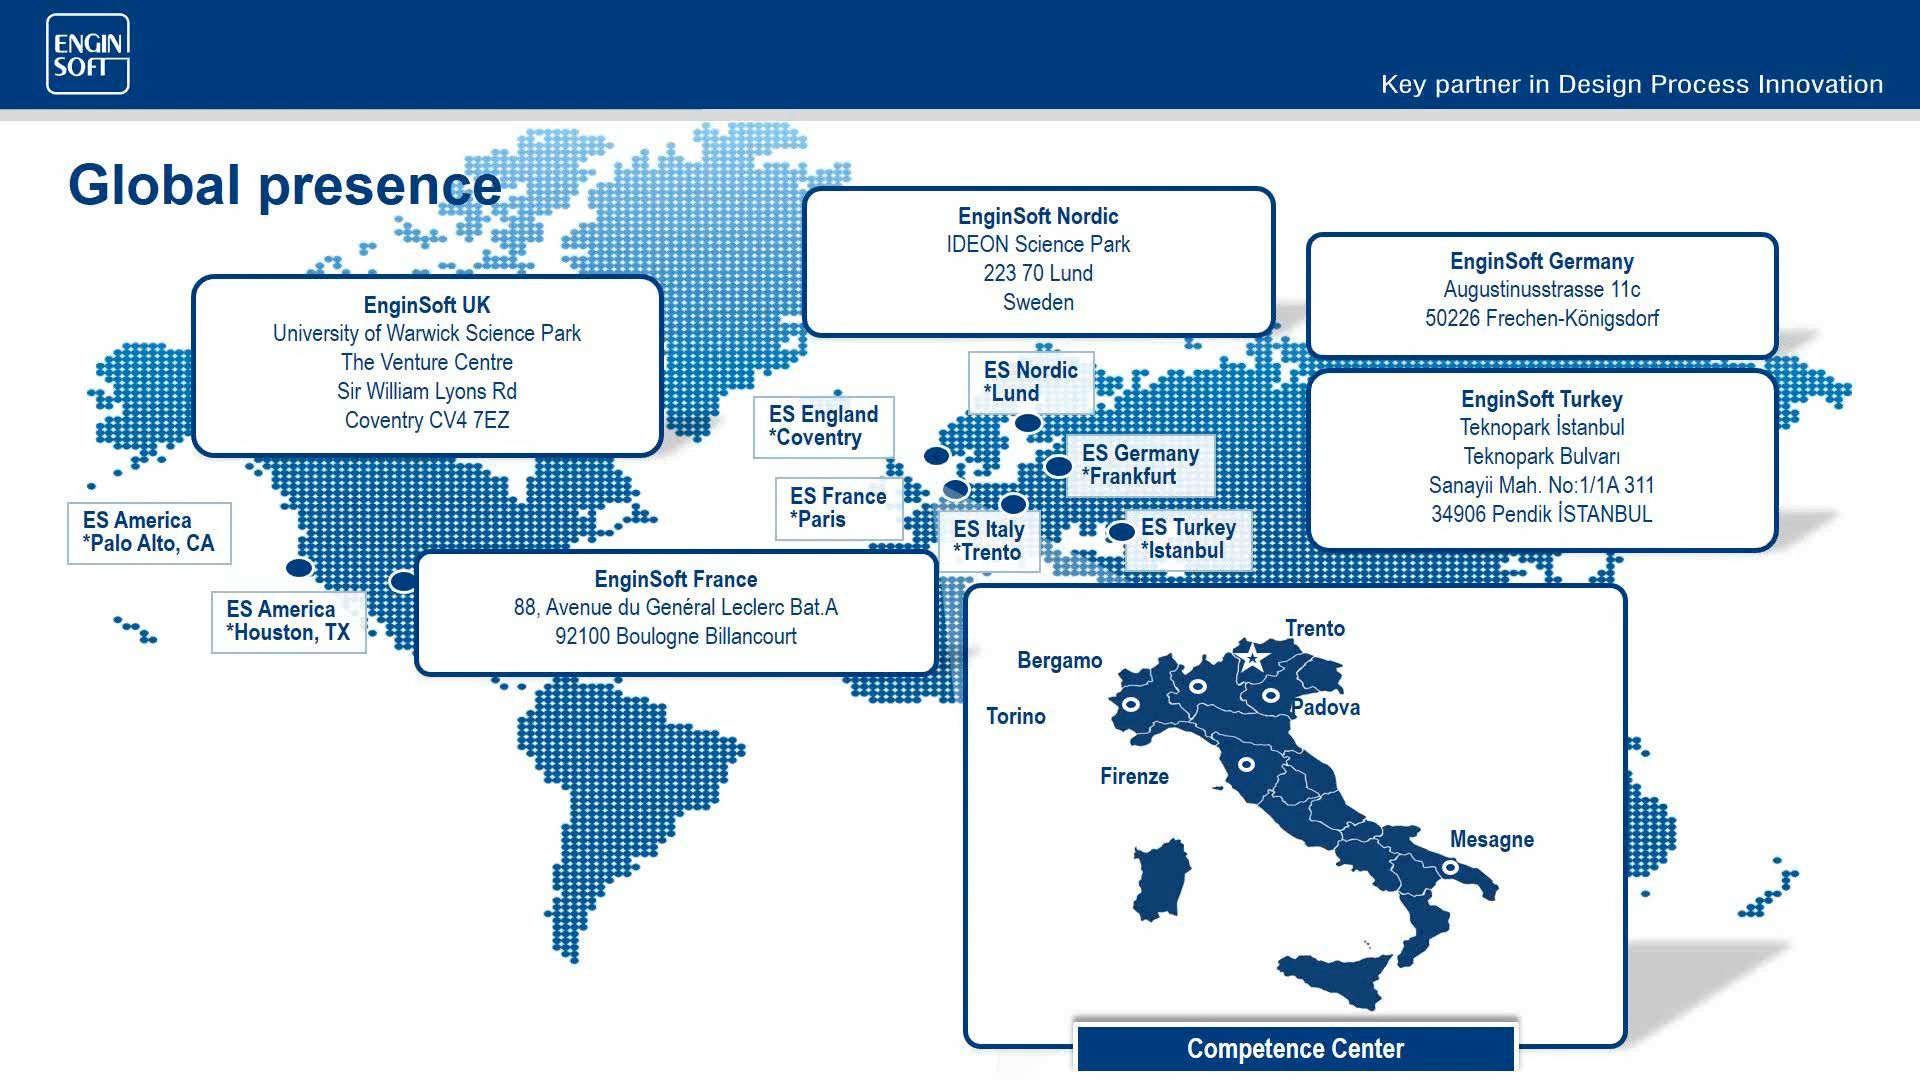 ENGIN
SOFT
Key partner in Design Process Innovation
Global presence
EnginSoft Nordic
IDEON Science Park
223 70 Lund
Sweden
EnginSoft Germany
Augustinusstrasse 11c
50226 Frechen-Königsdorf
EnginSoft UK
University of Warwick Science Park
The Venture Centre
Sir William Lyons Rd
Coventry CV4 7EZ
ES Nordic
*Lund
EnginSoft Turkey
Teknopark İstanbul
Teknopark Bulvarı
Sanayii Mah. No:1/1A 311
34906 Pendik İSTANBUL
ES England
*Coventry
ES Germany
*Frankfurt
ES France
*Paris
ES America
*Palo Alto, CA
ES Italy
*Trento
ES Turkey
*Istanbul
EnginSoft France
88, Avenue du Genéral Leclerc Bat.A
92100 Boulogne Billancourt
ES America
*Houston, TX
Trento
Bergamo
Padova
Torino
Firenze
Mesagne
Competence Center